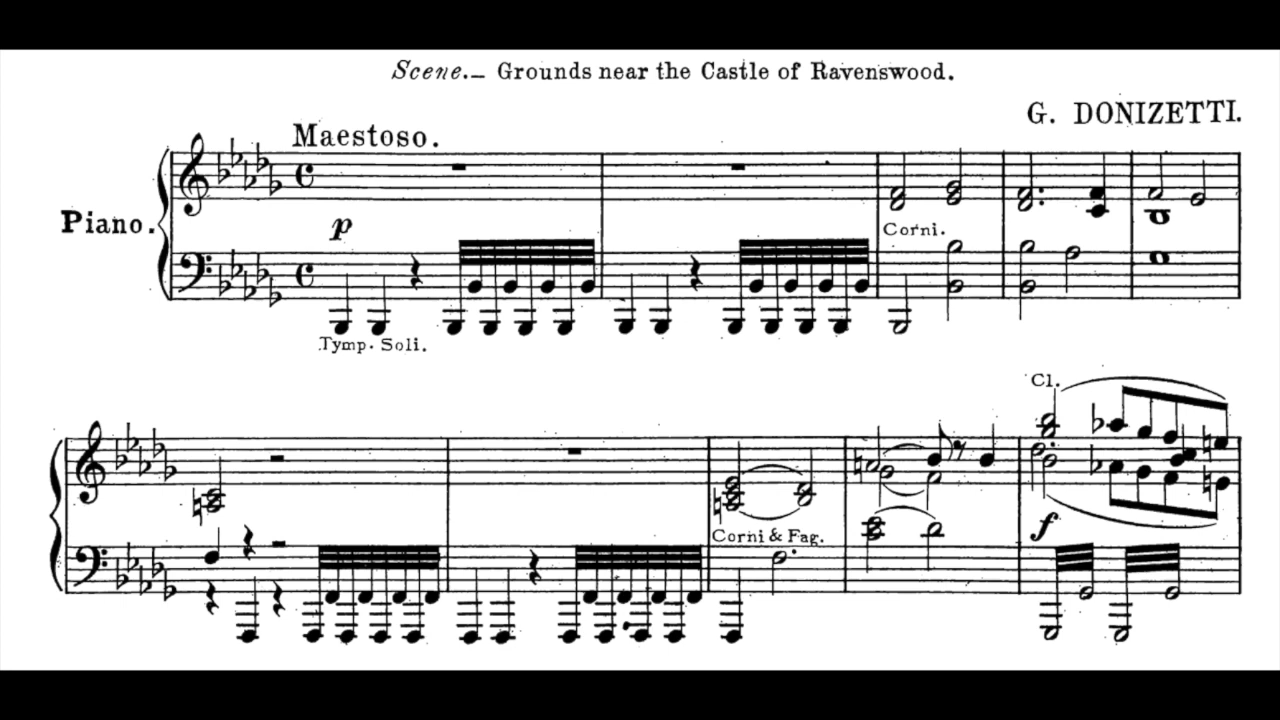 Scene.— Grounds near the Castle of Ravenswood.
G. DONIZETTI.
Maestoso.
Piano.
p
Corni.
Tymp. Soli.
Cl.
Corni & Fag.
f